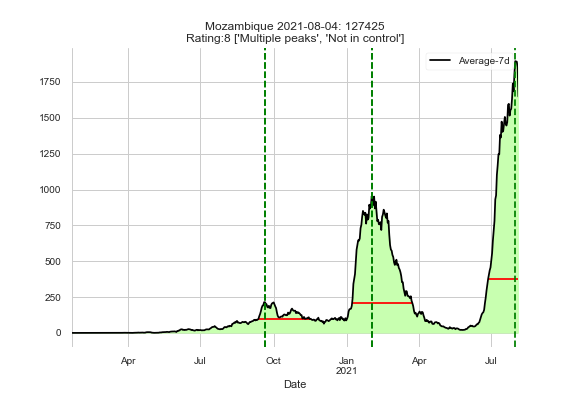 Mozambique 2021-08-04: 127425
Rating:8 ['Multiple peaks', 'Not in control']
Average-7d
1750
1500
1250
1000
750
500
250
0
Apr
Jul
Oct
Jan
2021
Apr
Jul
Date